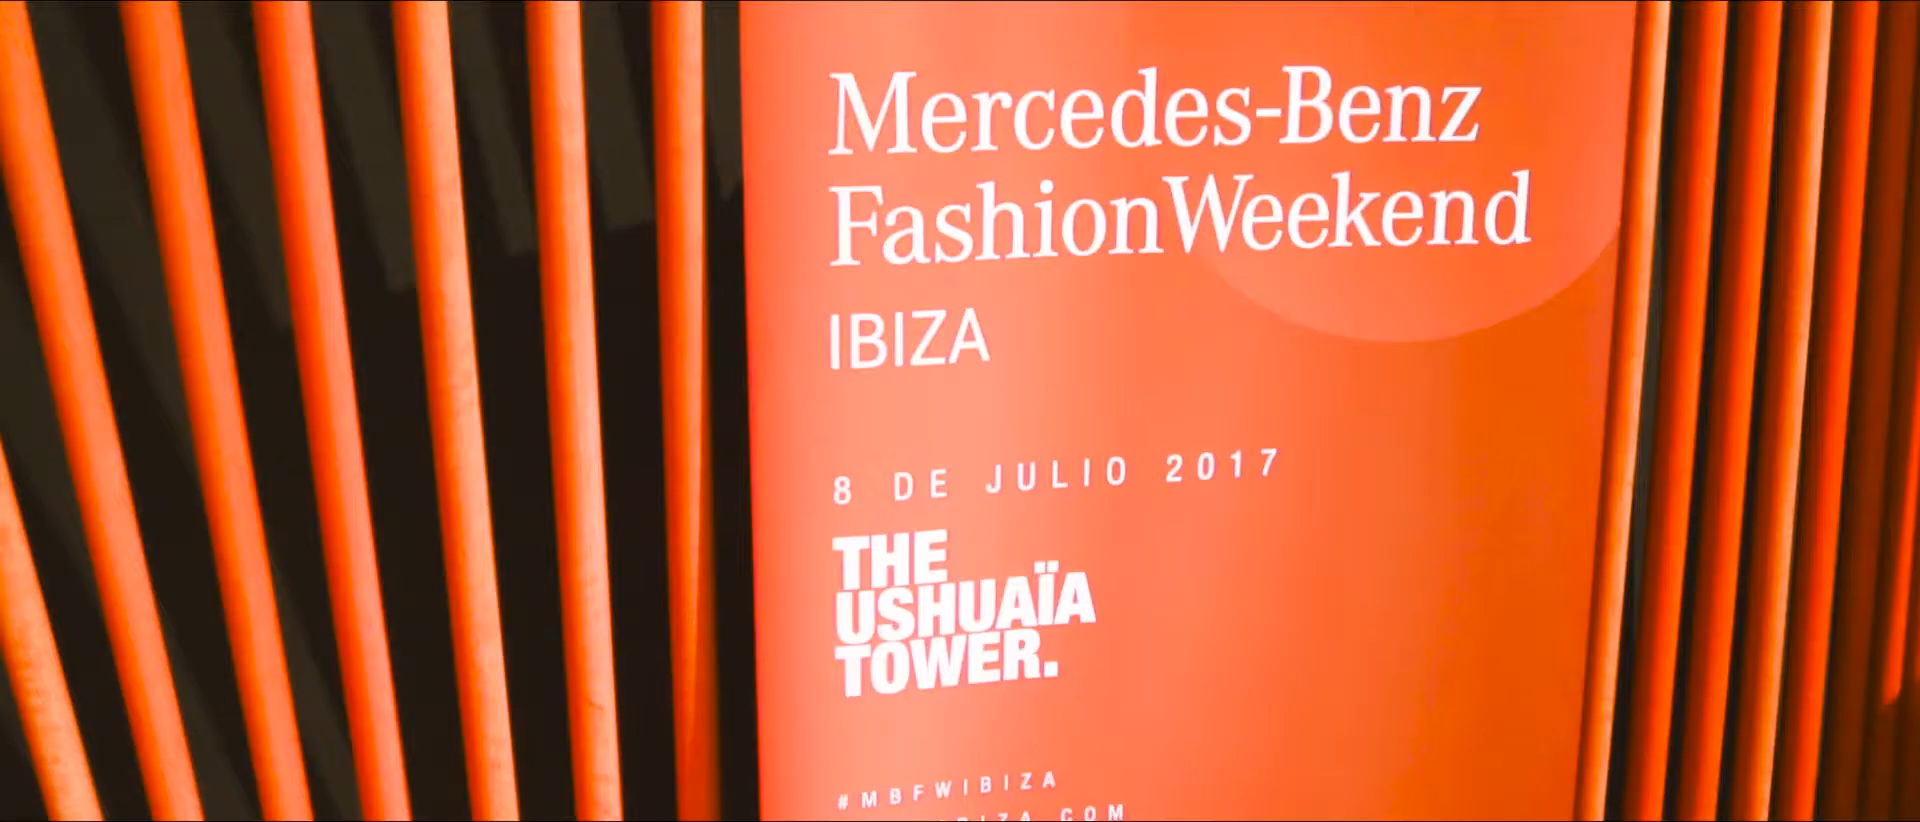 Mercedes-Benz
FashionWeekend
IBIZA
8 DE JULIO 2017
THE
USHUAÏA
TOWER.
#MBFWIBIZA